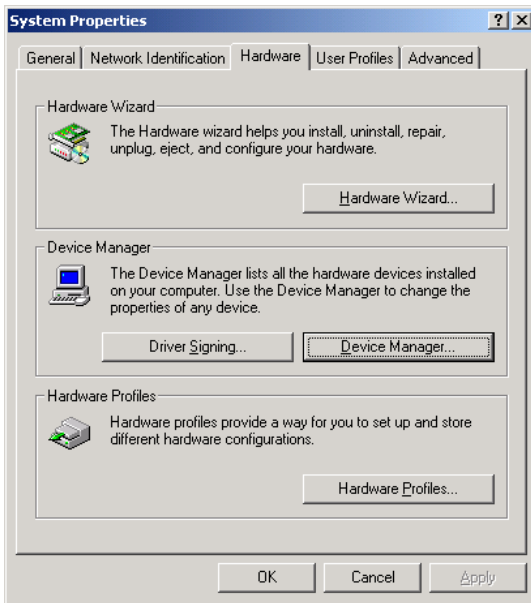 System Properties
General
Network Identification
Hardware
User Profiles
Advanced
Hardware Wizard
The Hardware wizard helps you install, uninstall, repair,
unplug, eject, and configure your hardware.
Hardware Wizard...
Device Manager
The Device Manager lists all the hardware devices installed
on your computer. Use the Device Manager to change the
properties of any device.
Driver Signing...
Device Manager...
Hardware Profiles
Hardware profiles provide a way for you to set up and store
different hardware configurations.
Hardware Profiles...
OK
Cancel
Apply